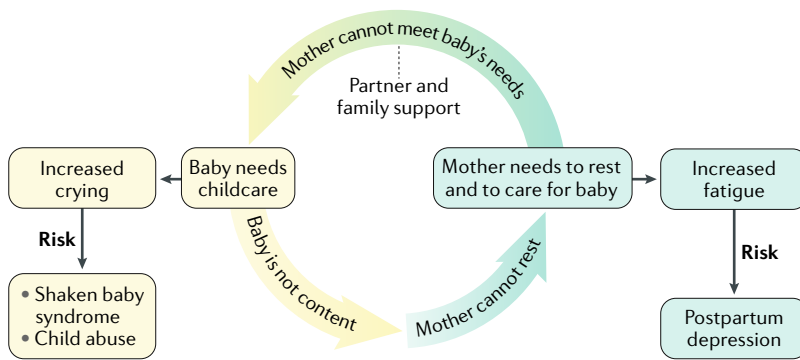 Mother cannot meet baby's needs
Partner and
family support
Increased
crying
Baby needs
childcare
Mother needs to rest
and to care for baby
Increased
fatigue
Risk
Baby is not content
Mother cannot rest
Risk
• Shaken baby
syndrome
• Child abuse
Postpartum
depression